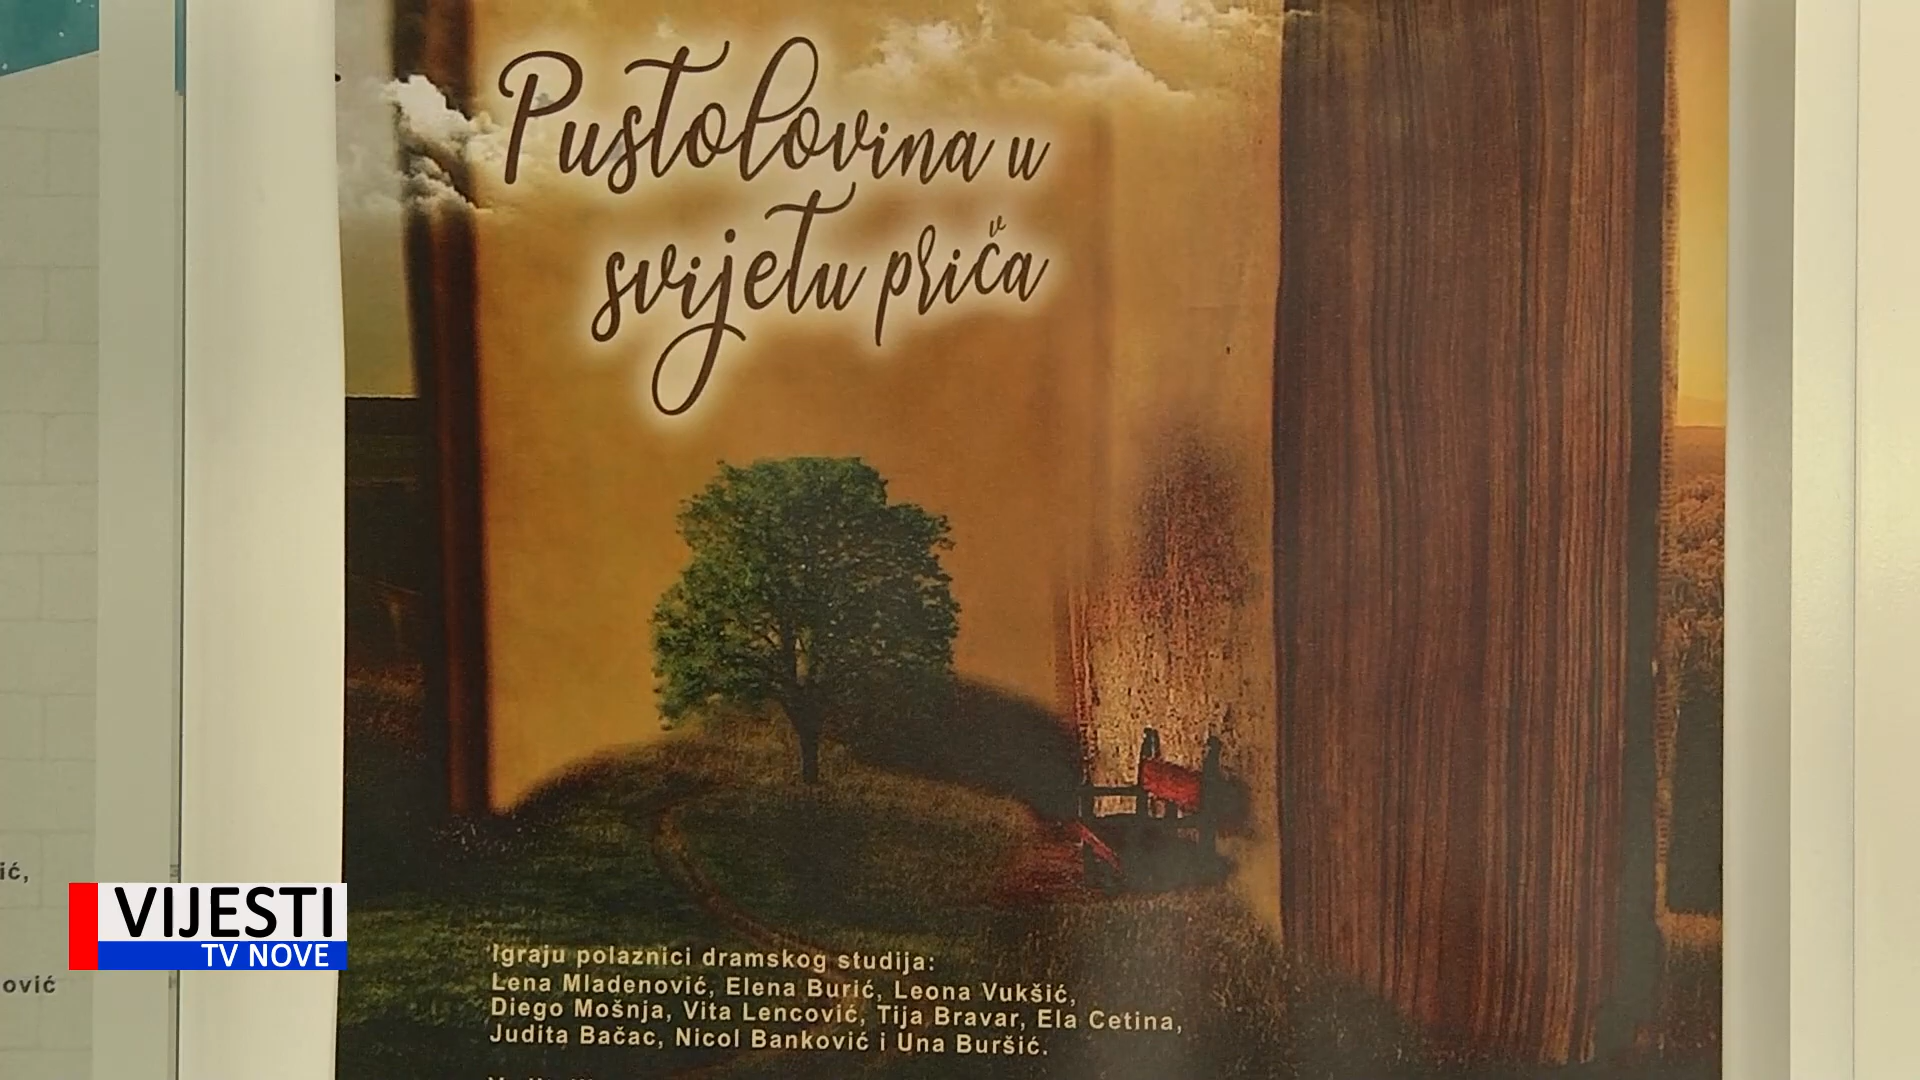 Pustolovina u
svijetu priča
ić,
ović
VIJESTI
TV NOVE
Igraju polaznici dramskog studija:
Lena Mladenović, Elena Burić, Leona Vukšić,
Diego Mošnja, Vita Lencović, Tija Bravar, Ela Cetina,
Judita Bačac, Nicol Banković i Una Buršić.